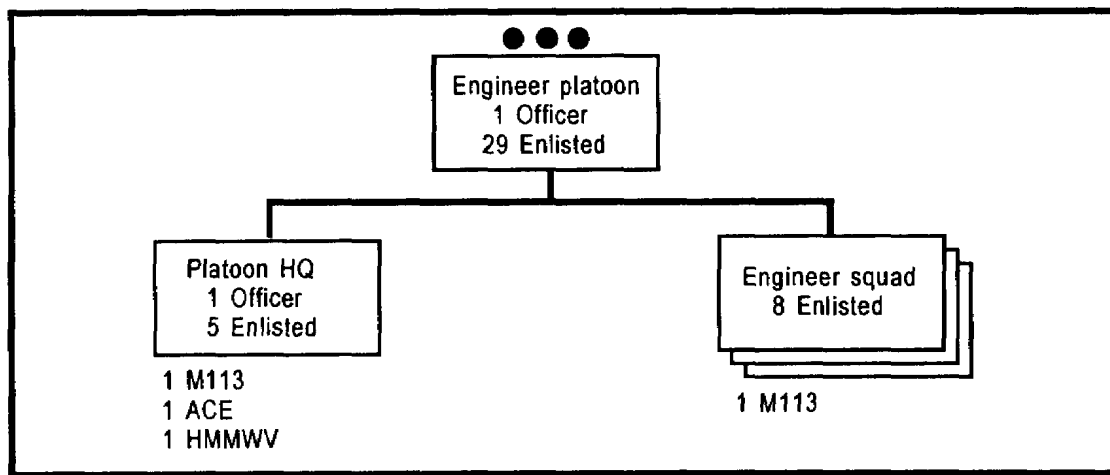 Engineer platoon
1 Officer
29 Enlisted
Platoon HQ
1 Officer
5 Enlisted
1 M113
1 ACE
1 HMMWV
Engineer squad
8 Enlisted
1 M113